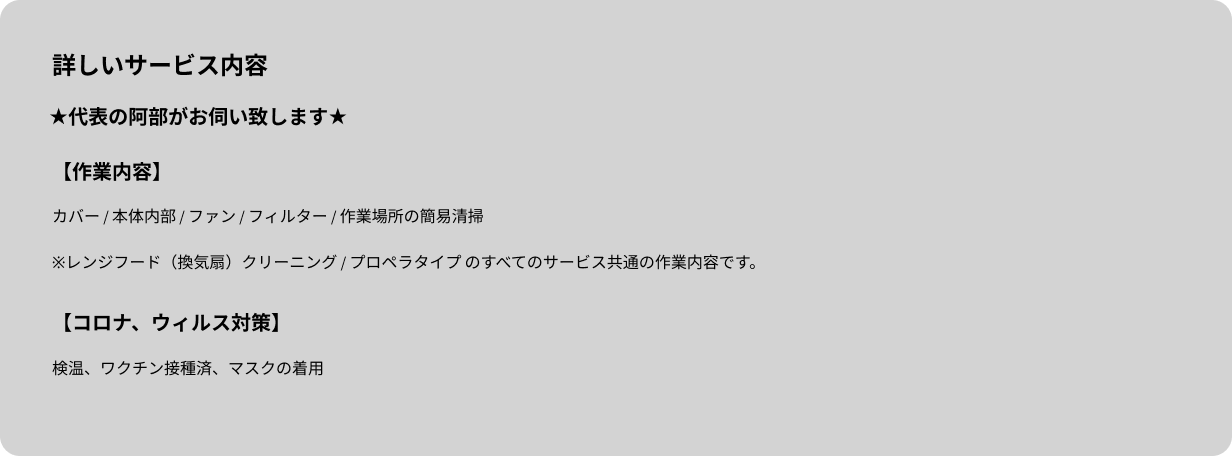 詳しいサービス内容
★代表の阿部がお伺い致します★
【作業内容】
カバー / 本体内部 / ファン / フィルター / 作業場所の簡易清掃
※レンジフード（換気扇）クリーニング / プロペラタイプ のすべてのサービス共通の作業内容です。
【コロナ、ウィルス対策】
検温、ワクチン接種済、マスクの着用